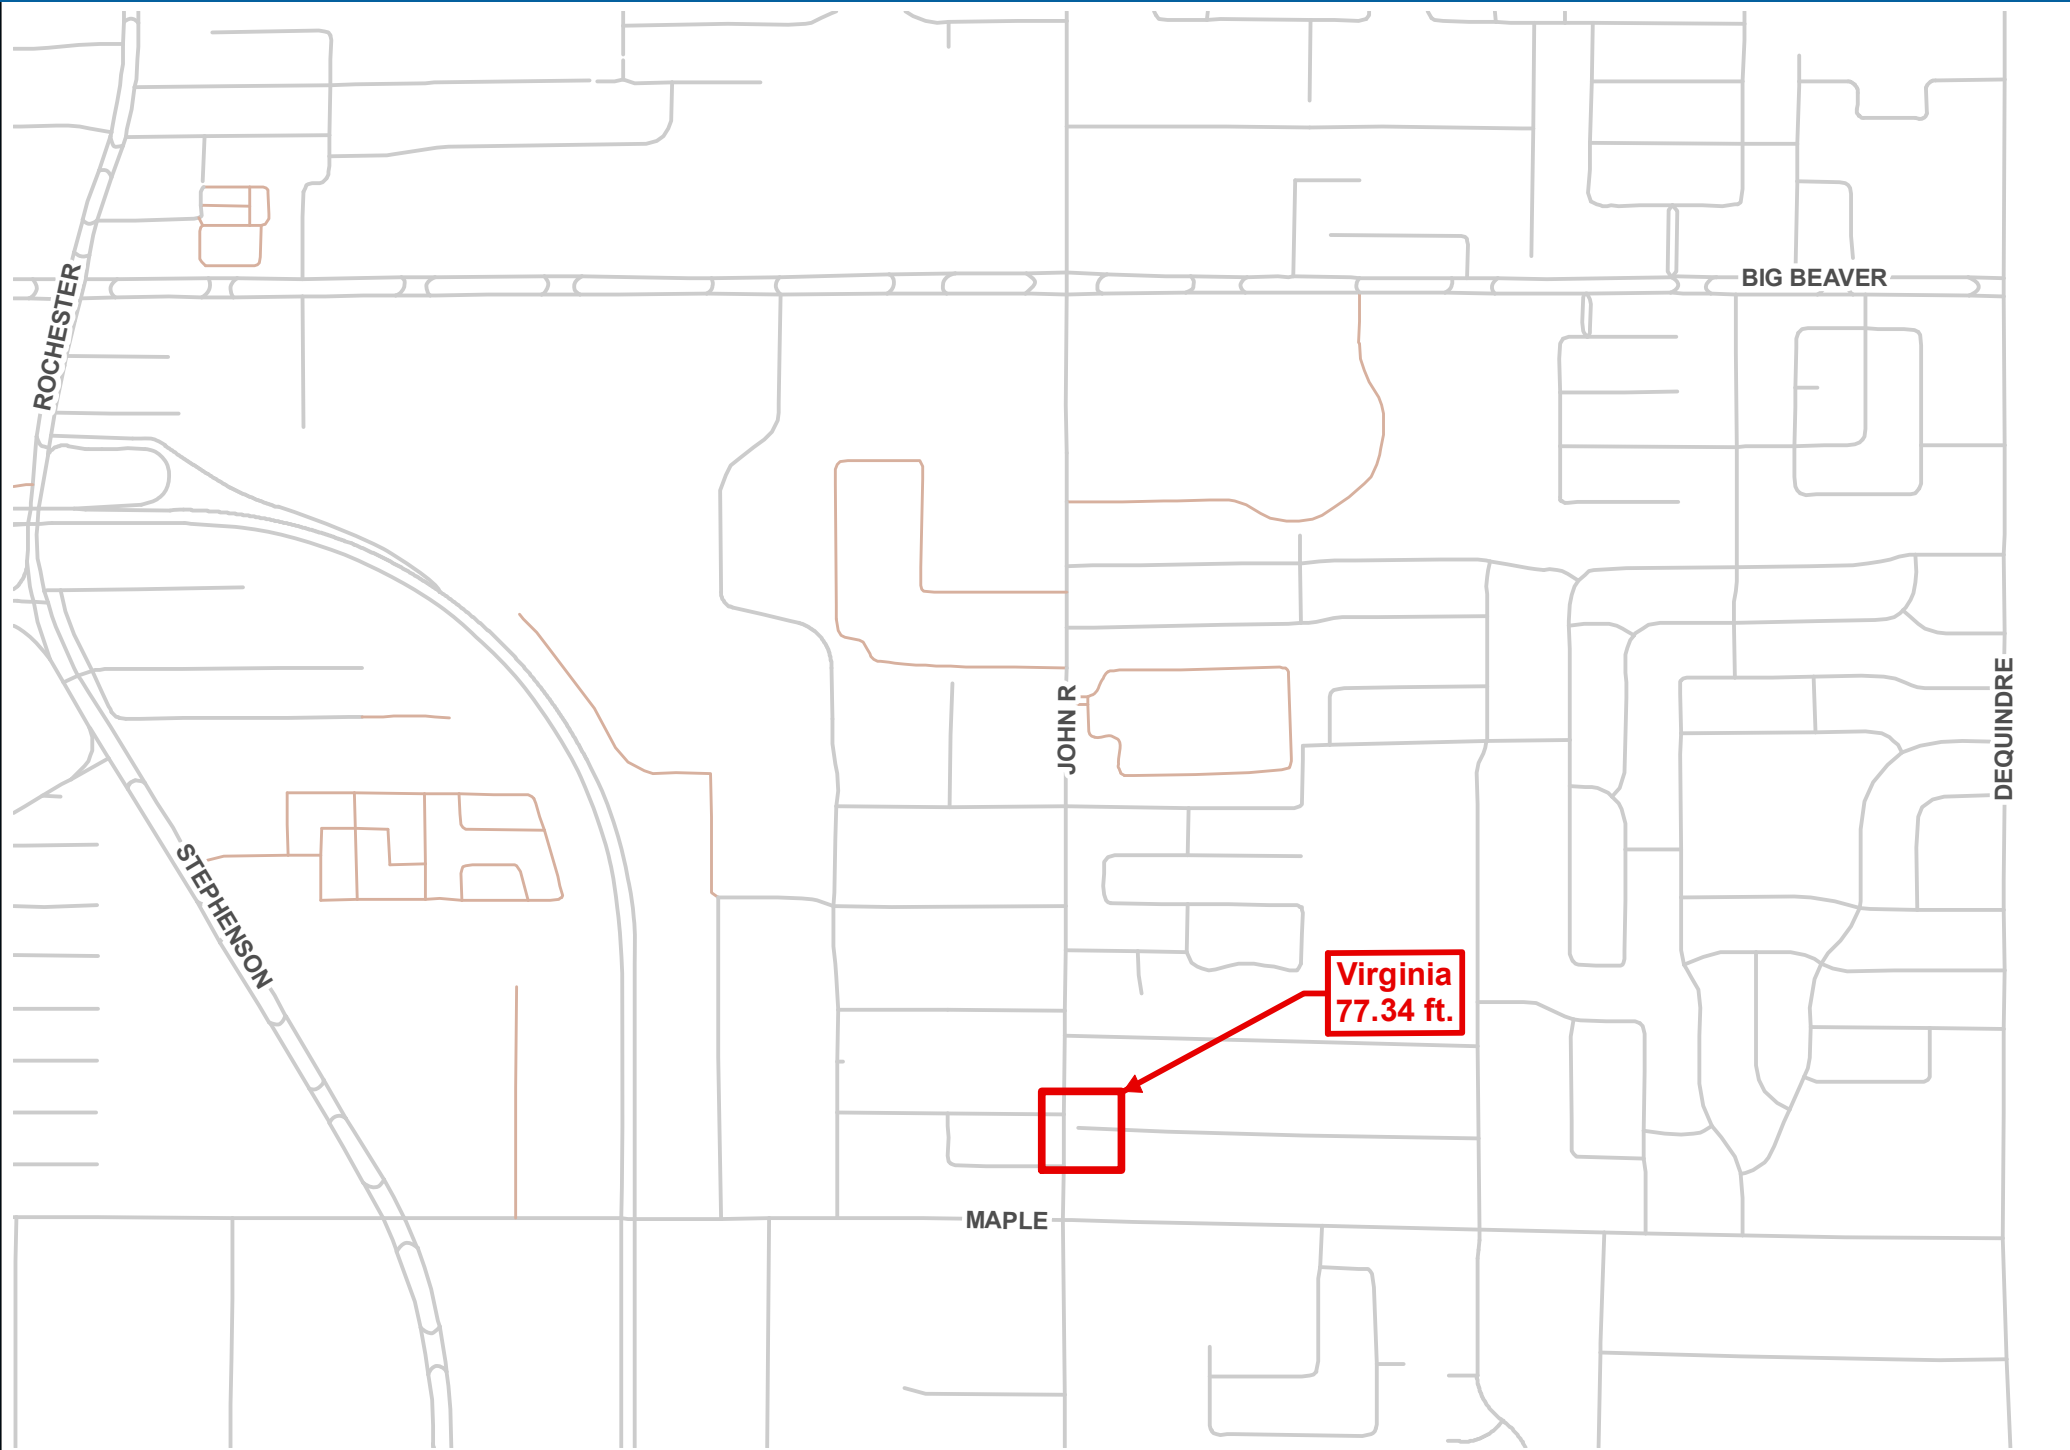 BIG BEAVER
ROCHESTER
JOHN R
DEQUINDRE
STEPHENSON
Virginia
77.34 ft.
MAPLE